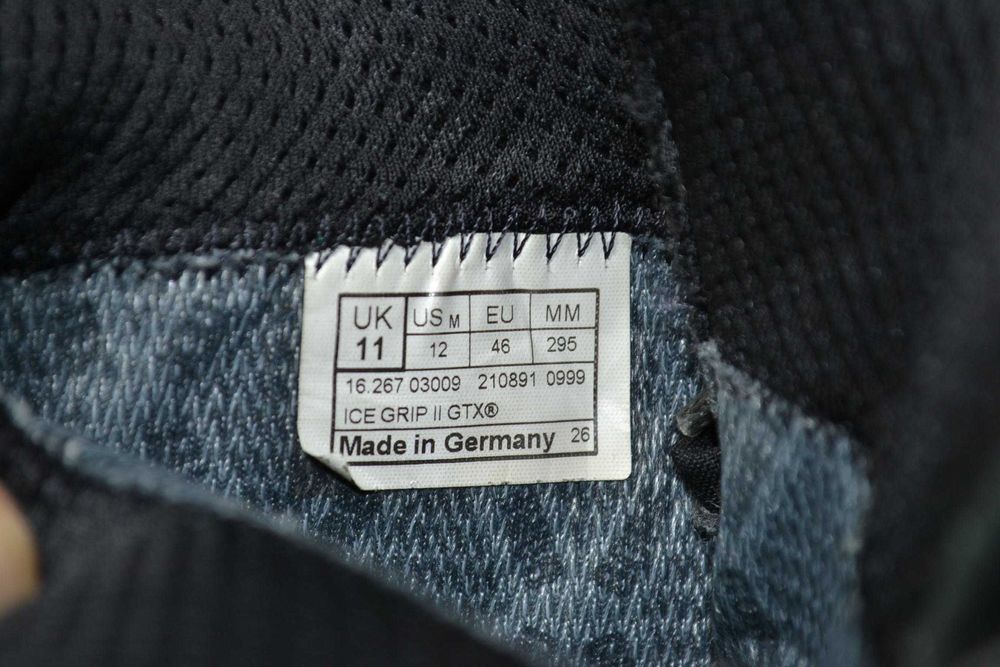 UK US M EU MM
11 12 46 295
16.267 03009 210891 0999
ICE GRIP II GTX®
Made in Germany 26